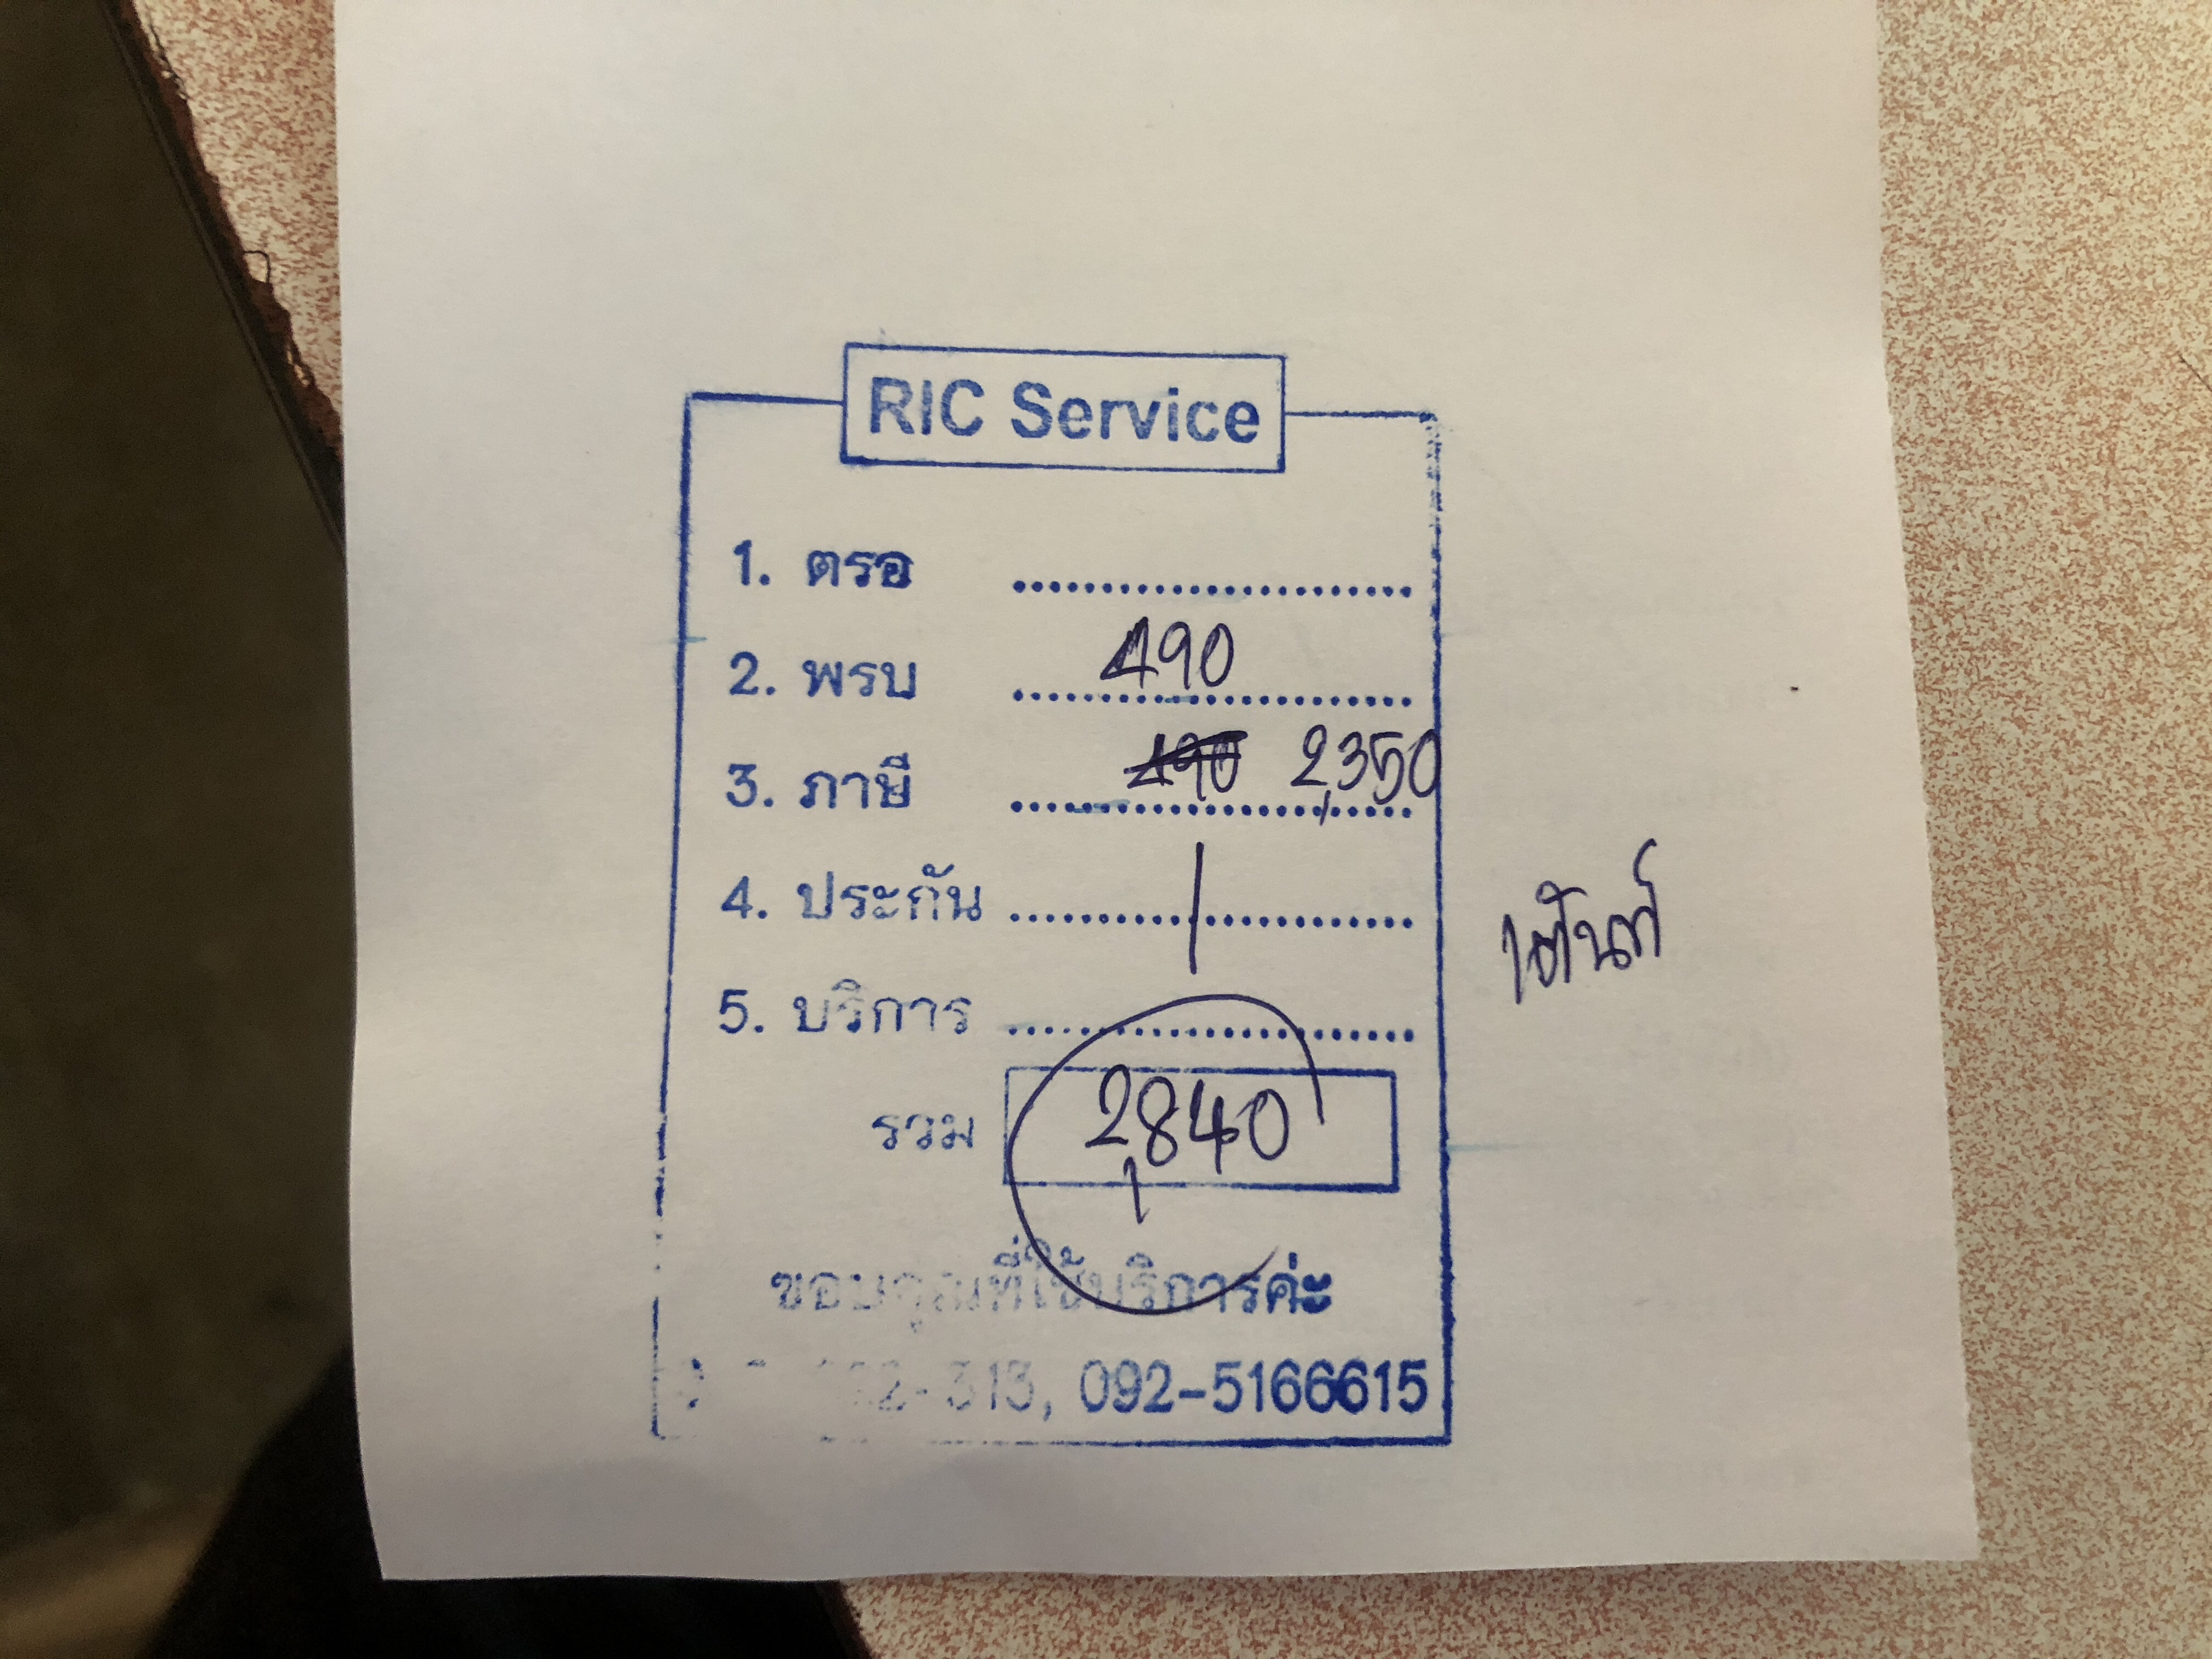 RIC Service
1. ตรอ ......................
2. พรบ 490
3. ภาษี 490 2,350
4. ประกัน ......................
5. บริการ ......................
รวม 2,840
ขอบคุณที่ใช้บริการค่ะ
2-313, 092-5166615